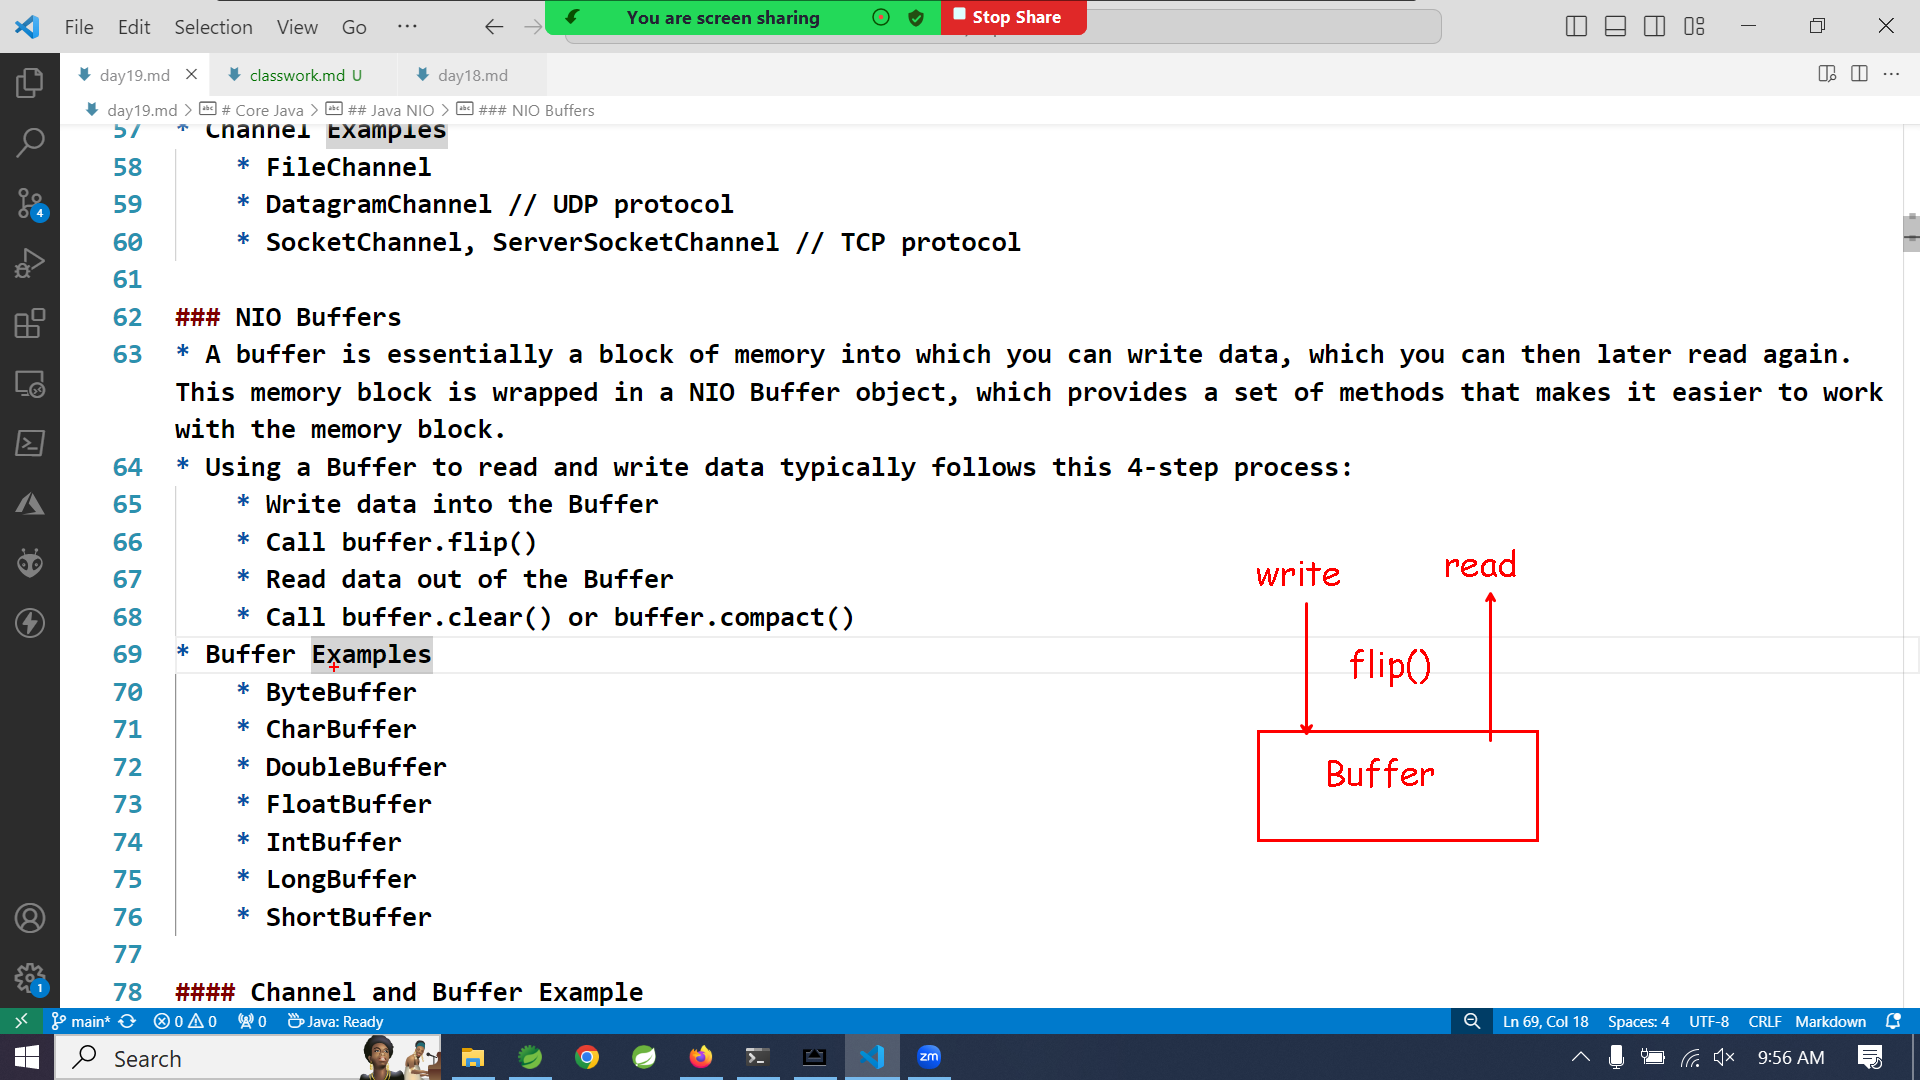 File Edit Selection View Go ···
You are screen sharing
Stop Share
day19.md
classwork.md U
day18.md
day19.md > # Core Java > ## Java NIO > ### NIO Buffers
57 * Channel Examples
58 * FileChannel
59 * DatagramChannel // UDP protocol
60 * SocketChannel, ServerSocketChannel // TCP protocol
61
62 ### NIO Buffers
63 * A buffer is essentially a block of memory into which you can write data, which you can then later read again.
This memory block is wrapped in a NIO Buffer object, which provides a set of methods that makes it easier to work
with the memory block.
64 * Using a Buffer to read and write data typically follows this 4-step process:
65 * Write data into the Buffer
66 * Call buffer.flip()
67 * Read data out of the Buffer
68 * Call buffer.clear() or buffer.compact()
69 * Buffer Examples
70 * ByteBuffer
71 * CharBuffer
72 * DoubleBuffer
73 * FloatBuffer
74 * IntBuffer
75 * LongBuffer
76 * ShortBuffer
77
78 #### Channel and Buffer Example
write
read
flip()
Buffer
4
1
main* 0 0 0 Java: Ready
Ln 69, Col 18 Spaces: 4 UTF-8 CRLF Markdown
Search
zm
9:56 AM